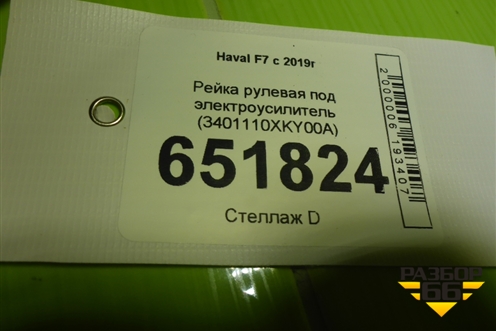 Haval F7 с 2019г
Рейка рулевая под
электроусилитель
(3401110XKY00A)
651824
Стеллаж D
2000006193407
РАЗБОР
66